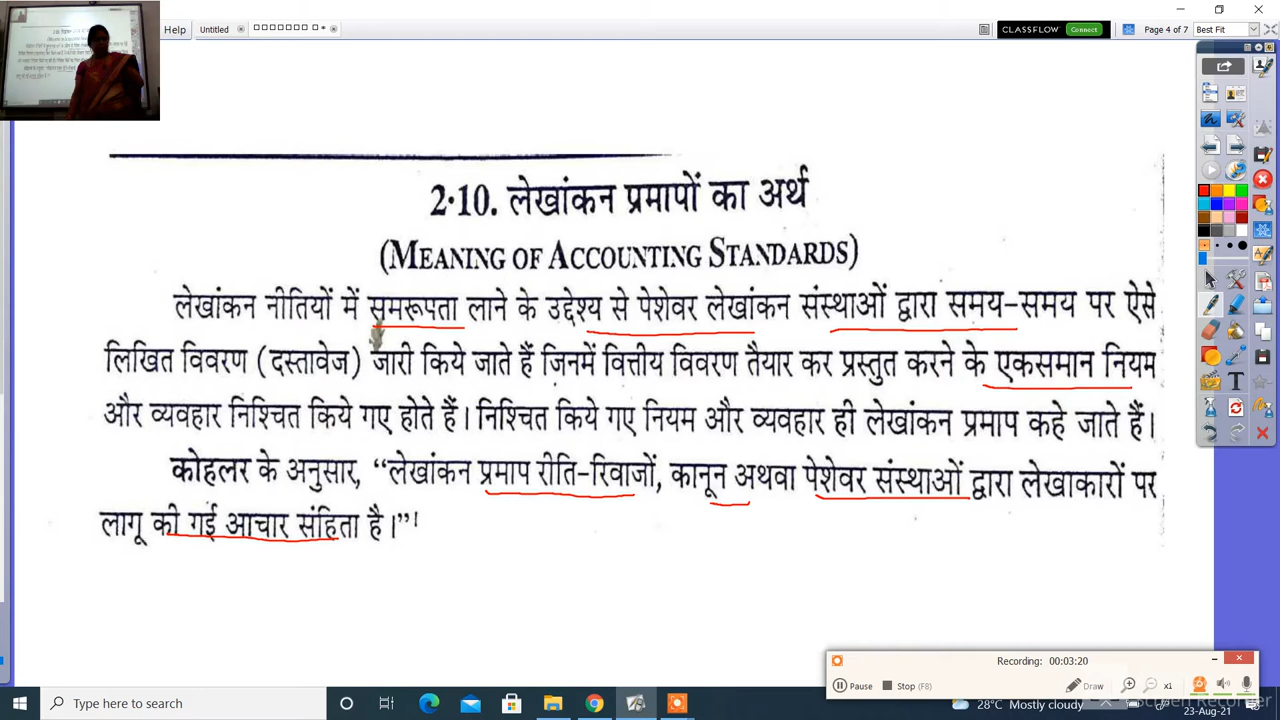 Help
Untitled
CLASSFLOW Connect
Page 4 of 7
Best Fit
2·10. लेखांकन प्रमापों का अर्थ
(MEANING OF ACCOUNTING STANDARDS)
लेखांकन नीतियों में समरूपता लाने के उद्देश्य से पेशेवर लेखांकन संस्थाओं द्वारा समय-समय पर ऐसे
लिखित विवरण (दस्तावेज) जारी किये जाते हैं जिनमें वित्तीय विवरण तैयार कर प्रस्तुत करने के एकसमान नियम
और व्यवहार निश्चित किये गए होते हैं। निश्चित किये गए नियम और व्यवहार ही लेखांकन प्रमाप कहे जाते हैं।
कोहलर के अनुसार, “लेखांकन प्रमाप रीति-रिवाजों, कानून अथवा पेशेवर संस्थाओं द्वारा लेखाकारों पर
लागू की गई आचार संहिता है।”¹
Recording: 00:03:20
Pause
Stop (F8)
Draw
x1
Type here to search
28°C Mostly cloudy
23-Aug-21